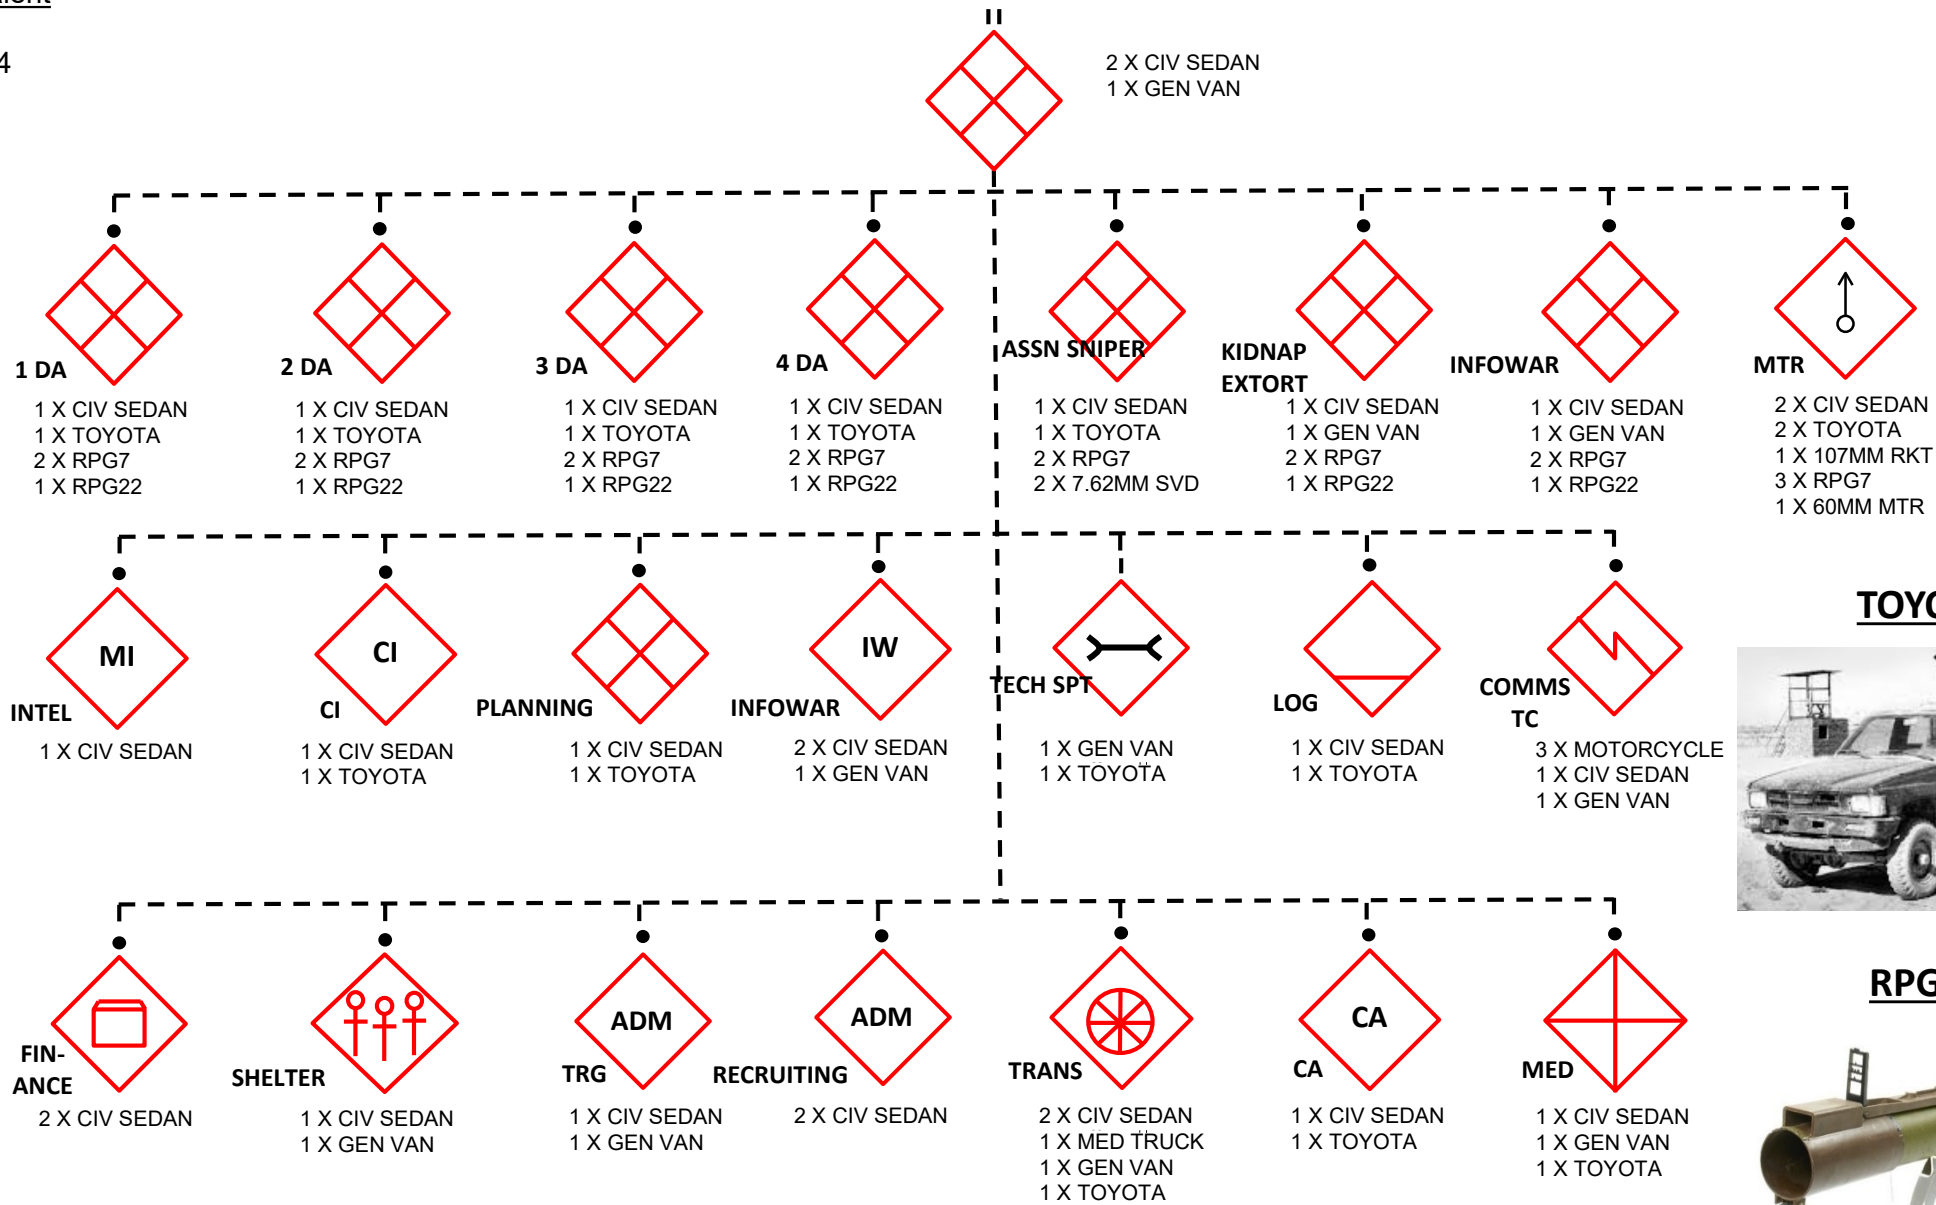 4
2 X CIV SEDAN
1 X GEN VAN
1 DA
1 X CIV SEDAN
1 X TOYOTA
2 X RPG7
1 X RPG22
2 DA
1 X CIV SEDAN
1 X TOYOTA
2 X RPG7
1 X RPG22
3 DA
1 X CIV SEDAN
1 X TOYOTA
2 X RPG7
1 X RPG22
4 DA
1 X CIV SEDAN
1 X TOYOTA
2 X RPG7
1 X RPG22
ASSN SNIPER
1 X CIV SEDAN
1 X TOYOTA
2 X RPG7
2 X 7.62MM SVD
KIDNAP
EXTORT
1 X CIV SEDAN
1 X GEN VAN
2 X RPG7
1 X RPG22
INFOWAR
1 X CIV SEDAN
1 X GEN VAN
2 X RPG7
1 X RPG22
MTR
2 X CIV SEDAN
2 X TOYOTA
1 X 107MM RKT
3 X RPG7
1 X 60MM MTR
MI
INTEL
1 X CIV SEDAN
CI
CI
1 X CIV SEDAN
1 X TOYOTA
PLANNING
1 X CIV SEDAN
1 X TOYOTA
IW
INFOWAR
2 X CIV SEDAN
1 X GEN VAN
TECH SPT
1 X GEN VAN
1 X TOYOTA
LOG
1 X CIV SEDAN
1 X TOYOTA
COMMS
TC
3 X MOTORCYCLE
1 X CIV SEDAN
1 X GEN VAN
TOYO
FIN-
ANCE
2 X CIV SEDAN
SHELTER
1 X CIV SEDAN
1 X GEN VAN
ADM
TRG
1 X CIV SEDAN
1 X GEN VAN
ADM
RECRUITING
2 X CIV SEDAN
TRANS
2 X CIV SEDAN
1 X MED TRUCK
1 X GEN VAN
1 X TOYOTA
CA
CA
1 X CIV SEDAN
1 X TOYOTA
MED
1 X CIV SEDAN
1 X GEN VAN
1 X TOYOTA
RPG